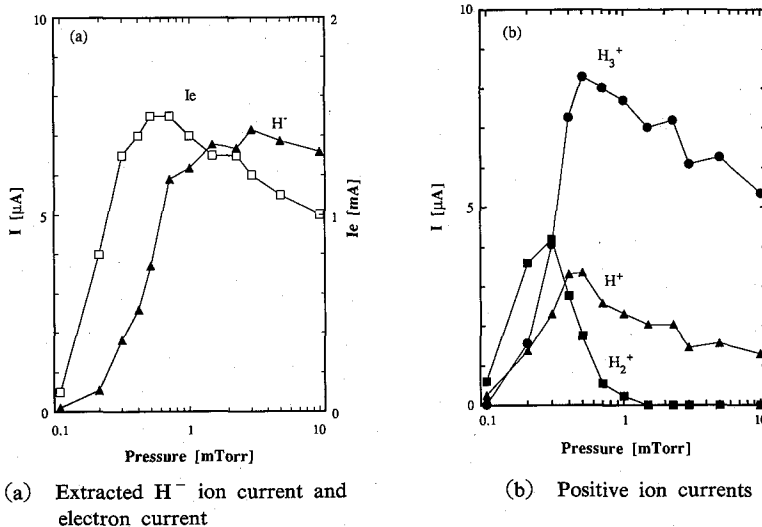 10
(a)
2
Ie
H⁻
I [μA]
5
1
Ie [mA]
0
0
0.1
1
10
Pressure [mTorr]
(a) Extracted H⁻ ion current and
electron current
10
(b)
H₃⁺
I [μA]
5
H⁺
H₂⁺
0
0.1
1
10
Pressure [mTorr]
(b) Positive ion currents